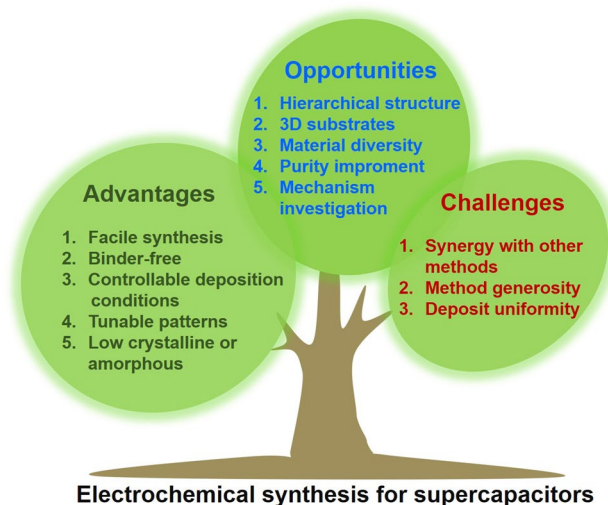 Opportunities
1. Hierarchical structure
2. 3D substrates
3. Material diversity
4. Purity improment
5. Mechanism
investigation
Advantages
1. Facile synthesis
2. Binder-free
3. Controllable deposition
conditions
4. Tunable patterns
5. Low crystalline or
amorphous
Challenges
1. Synergy with other
methods
2. Method generosity
3. Deposit uniformity
Electrochemical synthesis for supercapacitors